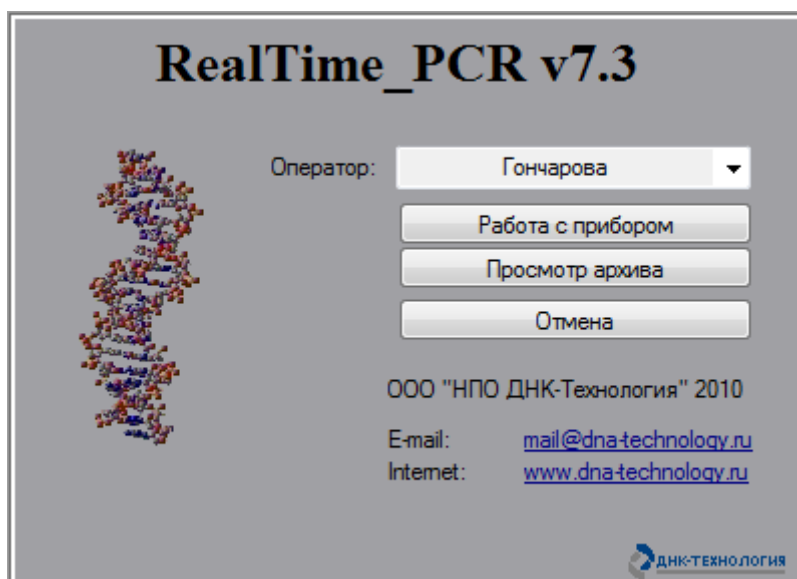 RealTime_PCR v7.3
Оператор: Гончарова
Работа с прибором
Просмотр архива
Отмена
ООО "НПО ДНК-Технология" 2010
E-mail: mail@dna-technology.ru
Internet: www.dna-technology.ru
ДНК-ТЕХНОЛОГИЯ